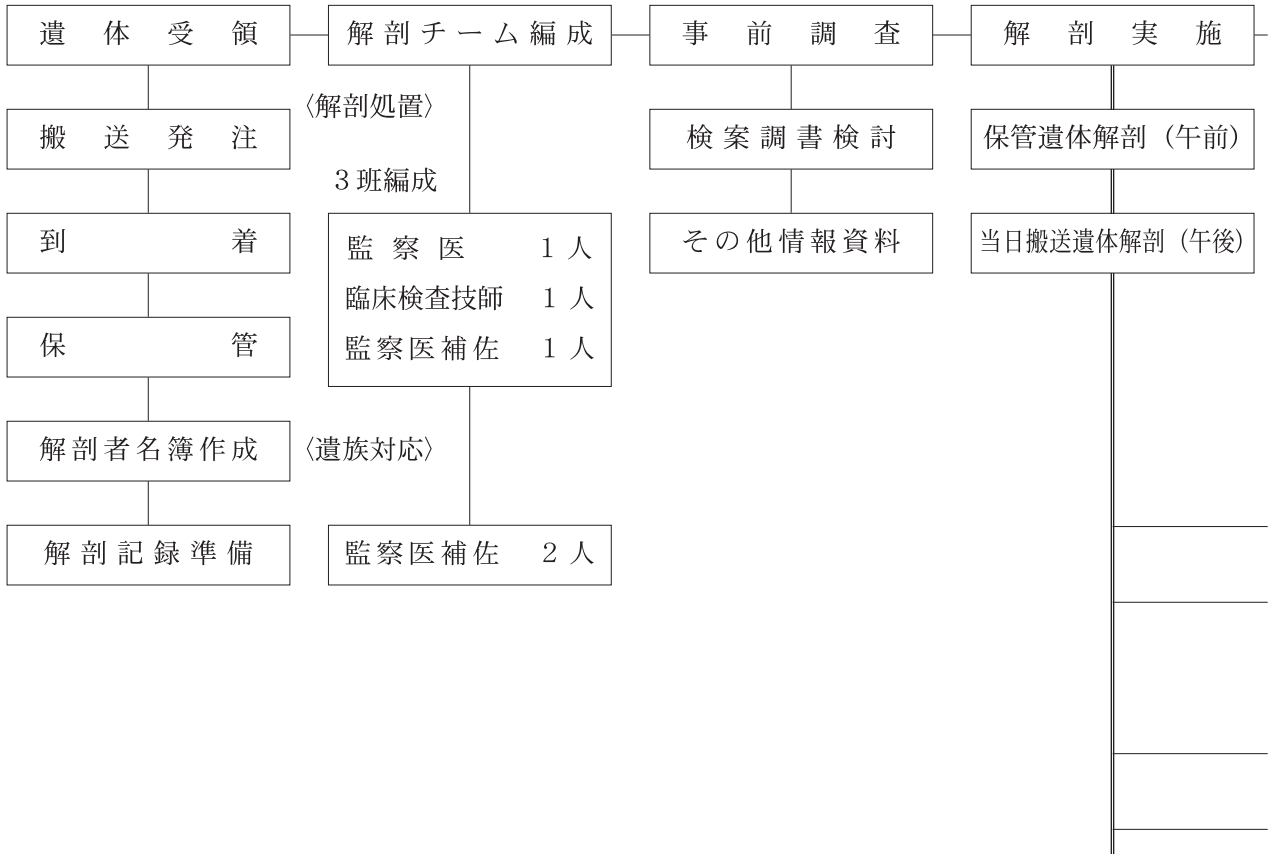 遺体受領
搬送発注
到着
保管
解剖者名簿作成
解剖記録準備
解剖チーム編成
〈解剖処置〉
3班編成
監察医 1人
臨床検査技師 1人
監察医補佐 1人
〈遺族対応〉
監察医補佐 2人
事前調査
検案調書検討
その他情報資料
解剖実施
保管遺体解剖（午前）
当日搬送遺体解剖（午後）